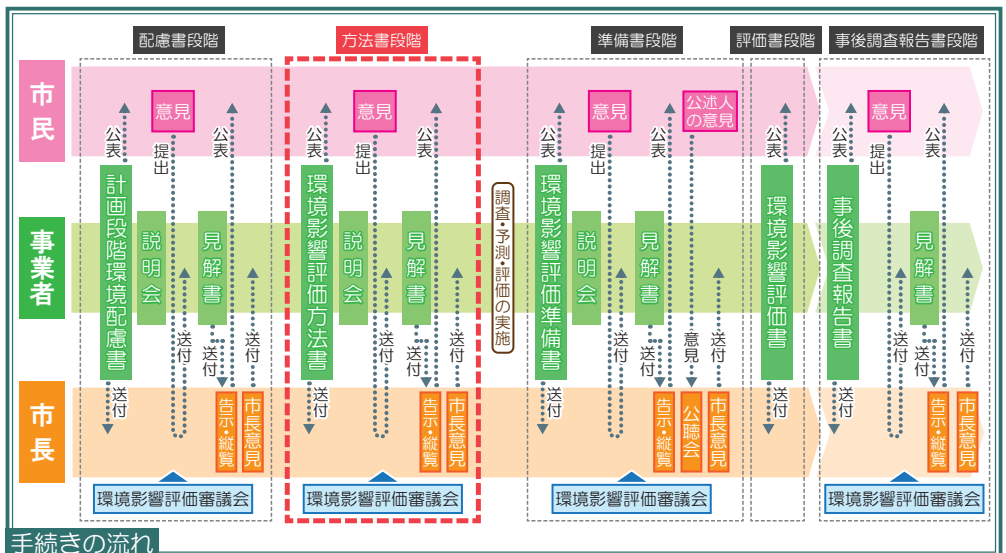 配慮書段階
方法書段階
準備書段階
評価書段階
事後調査報告書段階
市民
事業者
市長
計画段階環境配慮書
公表
送付
説明会
意見
提出
送付
見解書
送付
公表
告示・縦覧
送付
市長意見
環境影響評価審議会
環境影響評価方法書
公表
送付
説明会
意見
提出
送付
見解書
送付
公表
告示・縦覧
送付
市長意見
環境影響評価審議会
調査・予測・評価の実施
環境影響評価準備書
公表
送付
説明会
意見
提出
送付
見解書
送付
公表
告示・縦覧
公述人
の意見
意見
公聴会
送付
市長意見
環境影響評価審議会
環境影響評価書
公表
送付
事後調査報告書
公表
送付
意見
提出
見解書
送付
公表
告示・縦覧
送付
市長意見
環境影響評価審議会
手続きの流れ